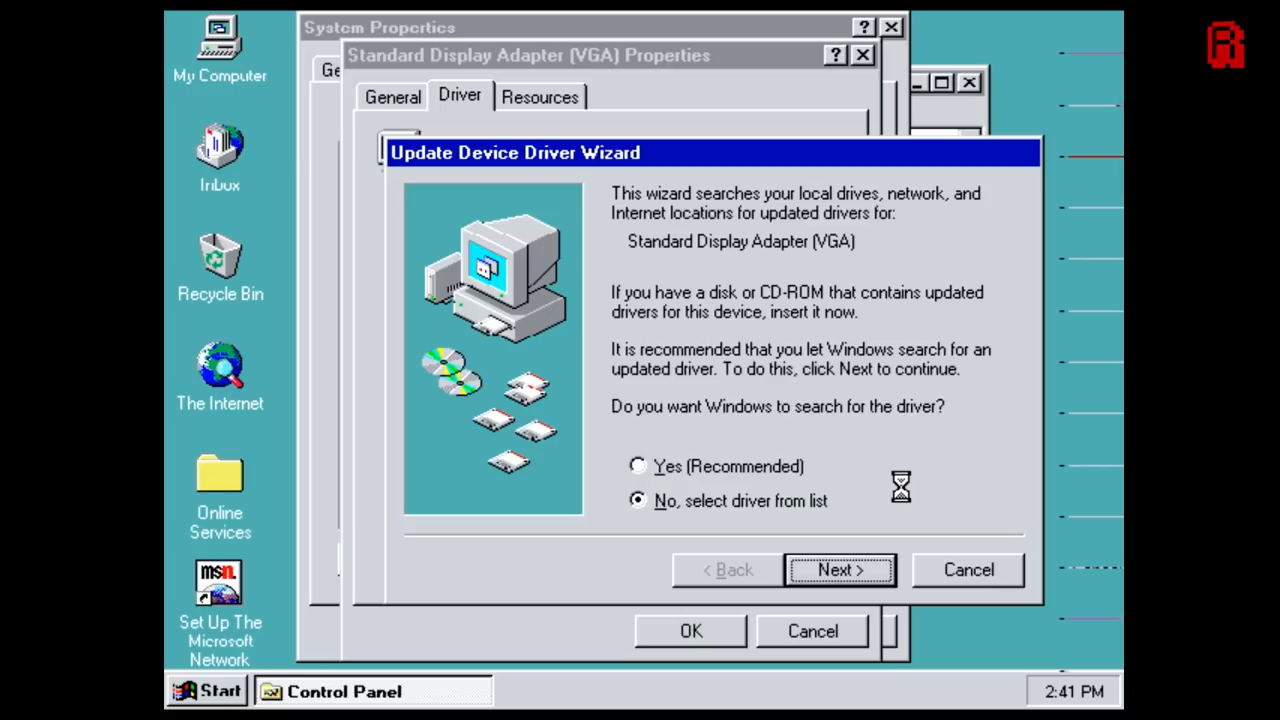 My Computer
Inbox
Recycle Bin
The Internet
Online
Services
msn
Set Up The
Microsoft
Network
System Properties
Standard Display Adapter (VGA) Properties
General
Driver
Resources
Update Device Driver Wizard
This wizard searches your local drives, network, and
Internet locations for updated drivers for:
Standard Display Adapter (VGA)
If you have a disk or CD-ROM that contains updated
drivers for this device, insert it now.
It is recommended that you let Windows search for an
updated driver. To do this, click Next to continue.
Do you want Windows to search for the driver?
Yes (Recommended)
No, select driver from list
< Back
Next >
Cancel
OK
Cancel
Start
Control Panel
2:41 PM